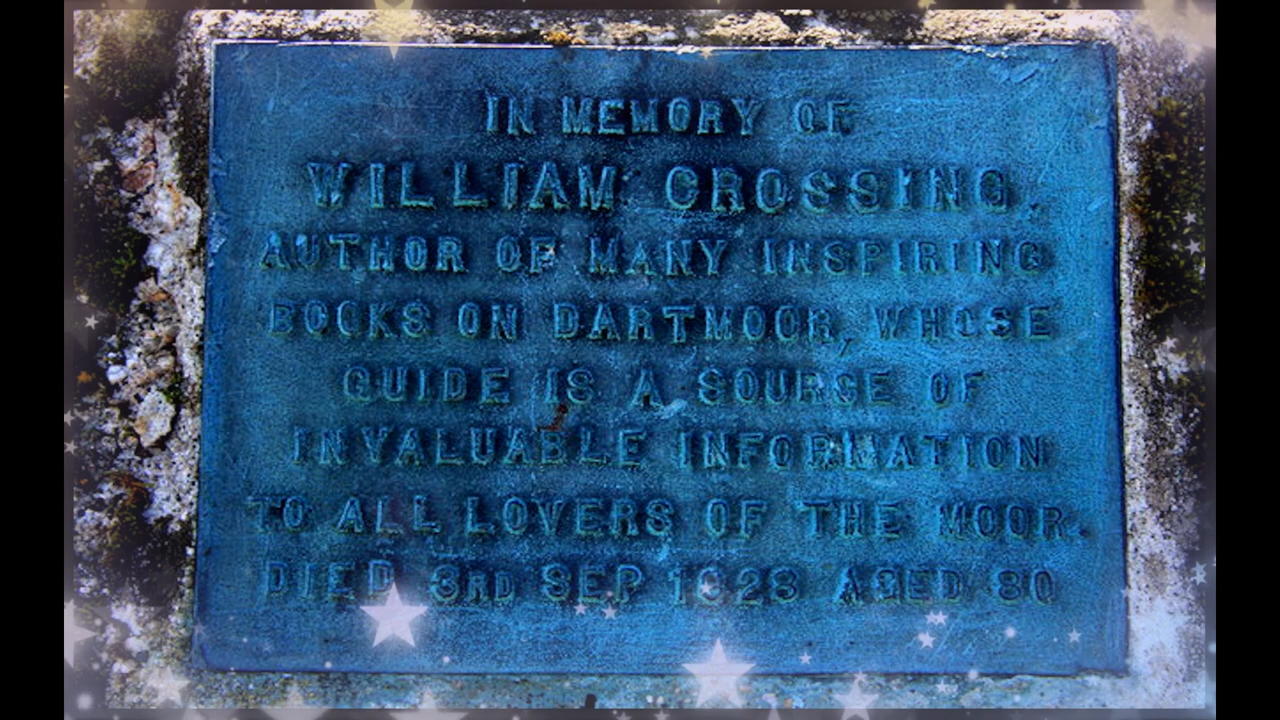 IN MEMORY OF
WILLIAM CROSSING,
AUTHOR OF MANY INSPIRING
BOOKS ON DARTMOOR, WHOSE
GUIDE IS A SOURSE OF
INVALUABLE INFORMATION
TO ALL LOVERS OF THE MOOR.
DIED 3RD SEP 1928 AGED 80